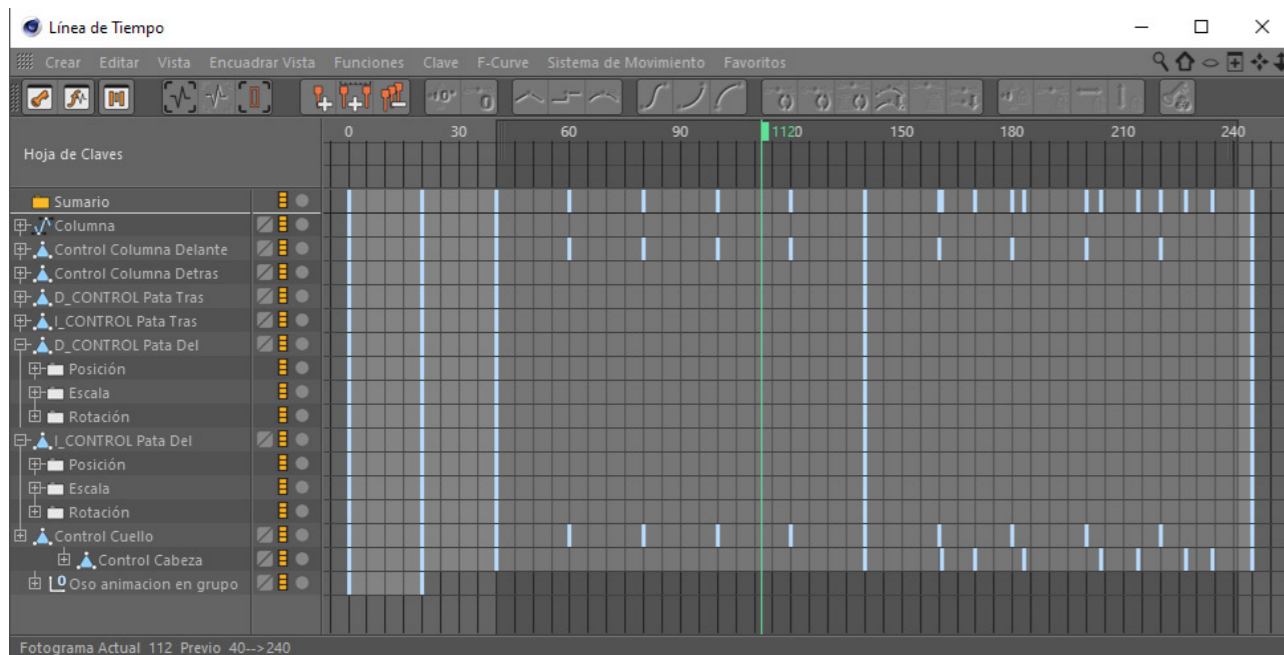 Línea de Tiempo
Crear Editar Vista Encuadrar Vista Funciones Clave F-Curve Sistema de Movimiento Favoritos
0 30 60 90 1120 150 180 210 240
Hoja de Claves
Sumario
Columna
Control Columna Delante
Control Columna Detras
D_CONTROL Pata Tras
I_CONTROL Pata Tras
D_CONTROL Pata Del
Posición
Escala
Rotación
I_CONTROL Pata Del
Posición
Escala
Rotación
Control Cuello
Control Cabeza
Oso animacion en grupo
Fotograma Actual 112 Previo 40-->240